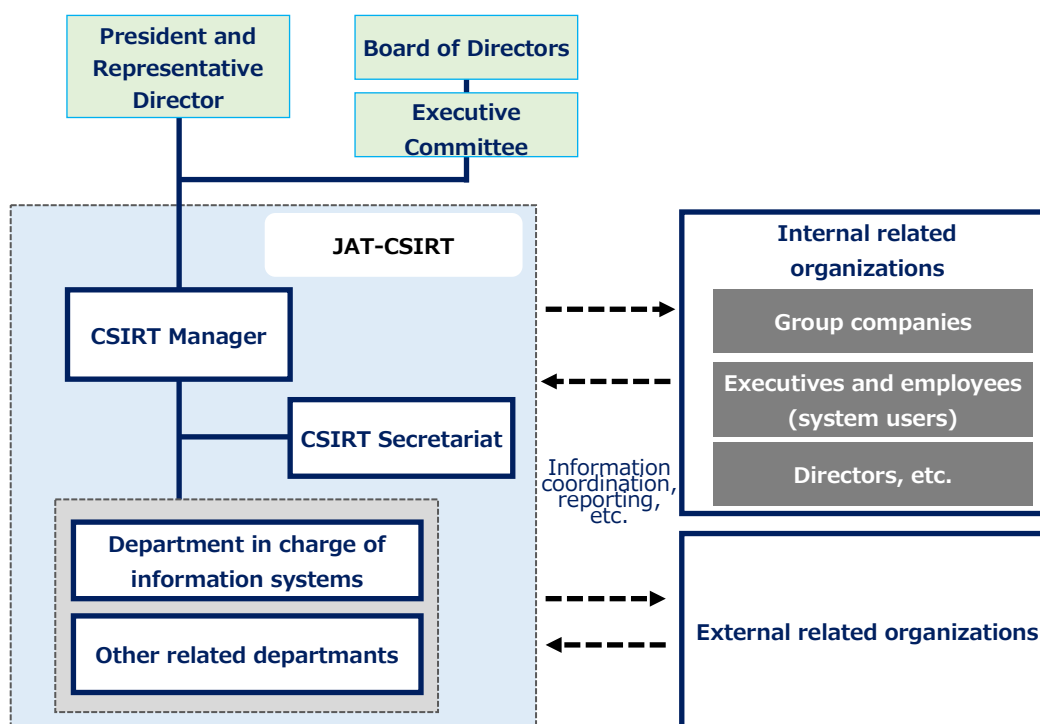 President and
Representative
Director
Board of Directors
Executive
Committee
JAT-CSIRT
CSIRT Manager
CSIRT Secretariat
Department in charge of
information systems
Other related departmants
Information
coordination,
reporting,
etc.
Internal related
organizations
Group companies
Executives and employees
(system users)
Directors, etc.
External related organizations